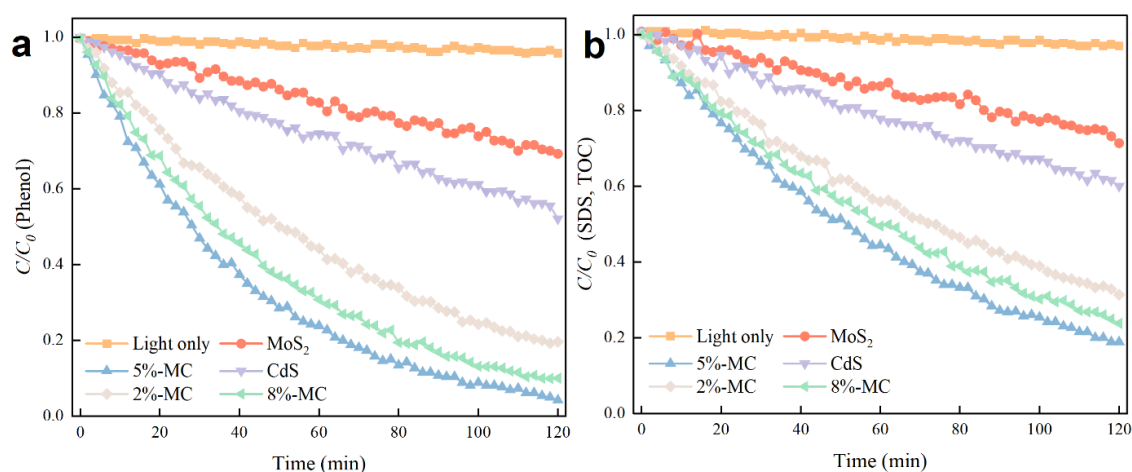 a
1.0
0.8
0.6
0.4
0.2
0.0
C/C0 (Phenol)
Light only
MoS2
5%-MC
CdS
2%-MC
8%-MC
0 20 40 60 80 100 120
Time (min)
b
1.0
0.8
0.6
0.4
0.2
0.0
C/C0 (SDS, TOC)
Light only
MoS2
5%-MC
CdS
2%-MC
8%-MC
0 20 40 60 80 100 120
Time (min)